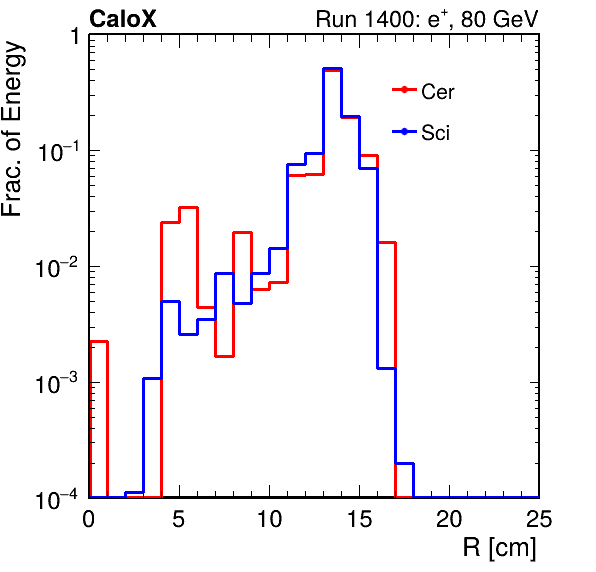 CaloX Run 1400: e⁺, 80 GeV
Frac. of Energy
1
10⁻¹
10⁻²
10⁻³
10⁻⁴
Cer
Sci
0 5 10 15 20 25
R [cm]